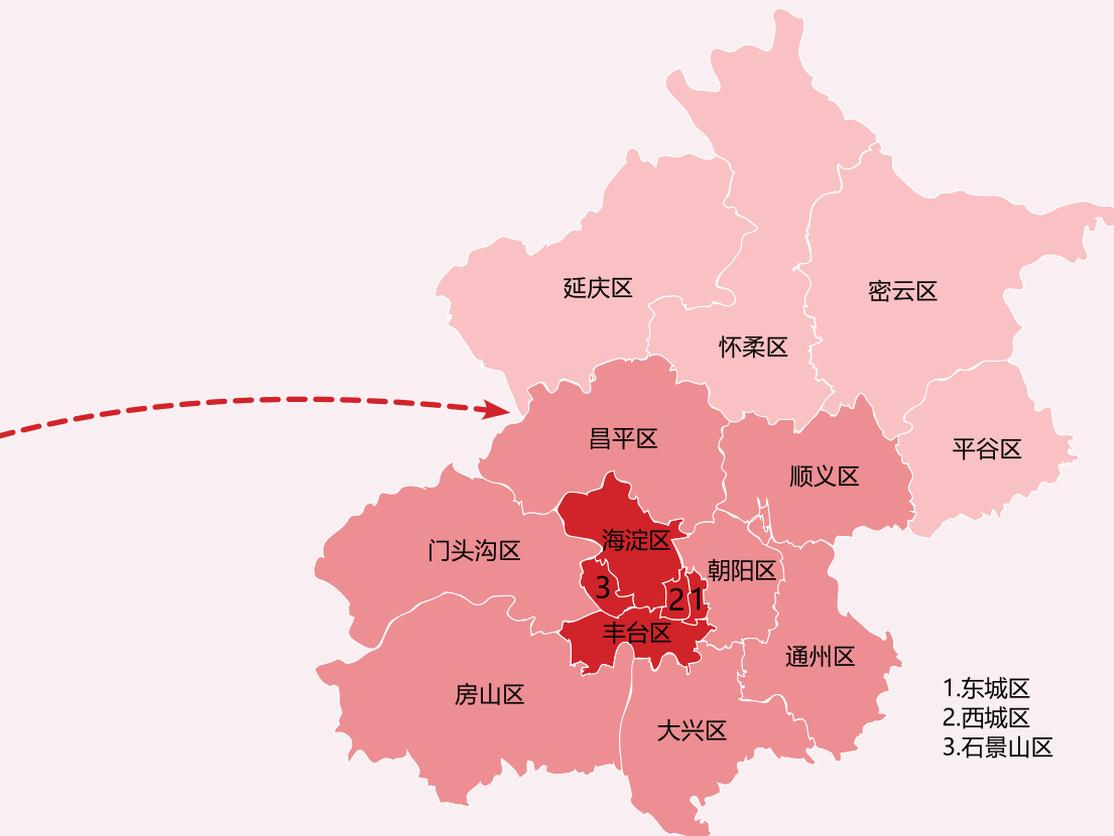 延庆区
密云区
怀柔区
昌平区
平谷区
顺义区
海淀区
门头沟区
朝阳区
3
2
1
丰台区
通州区
房山区
大兴区
1.东城区
2.西城区
3.石景山区